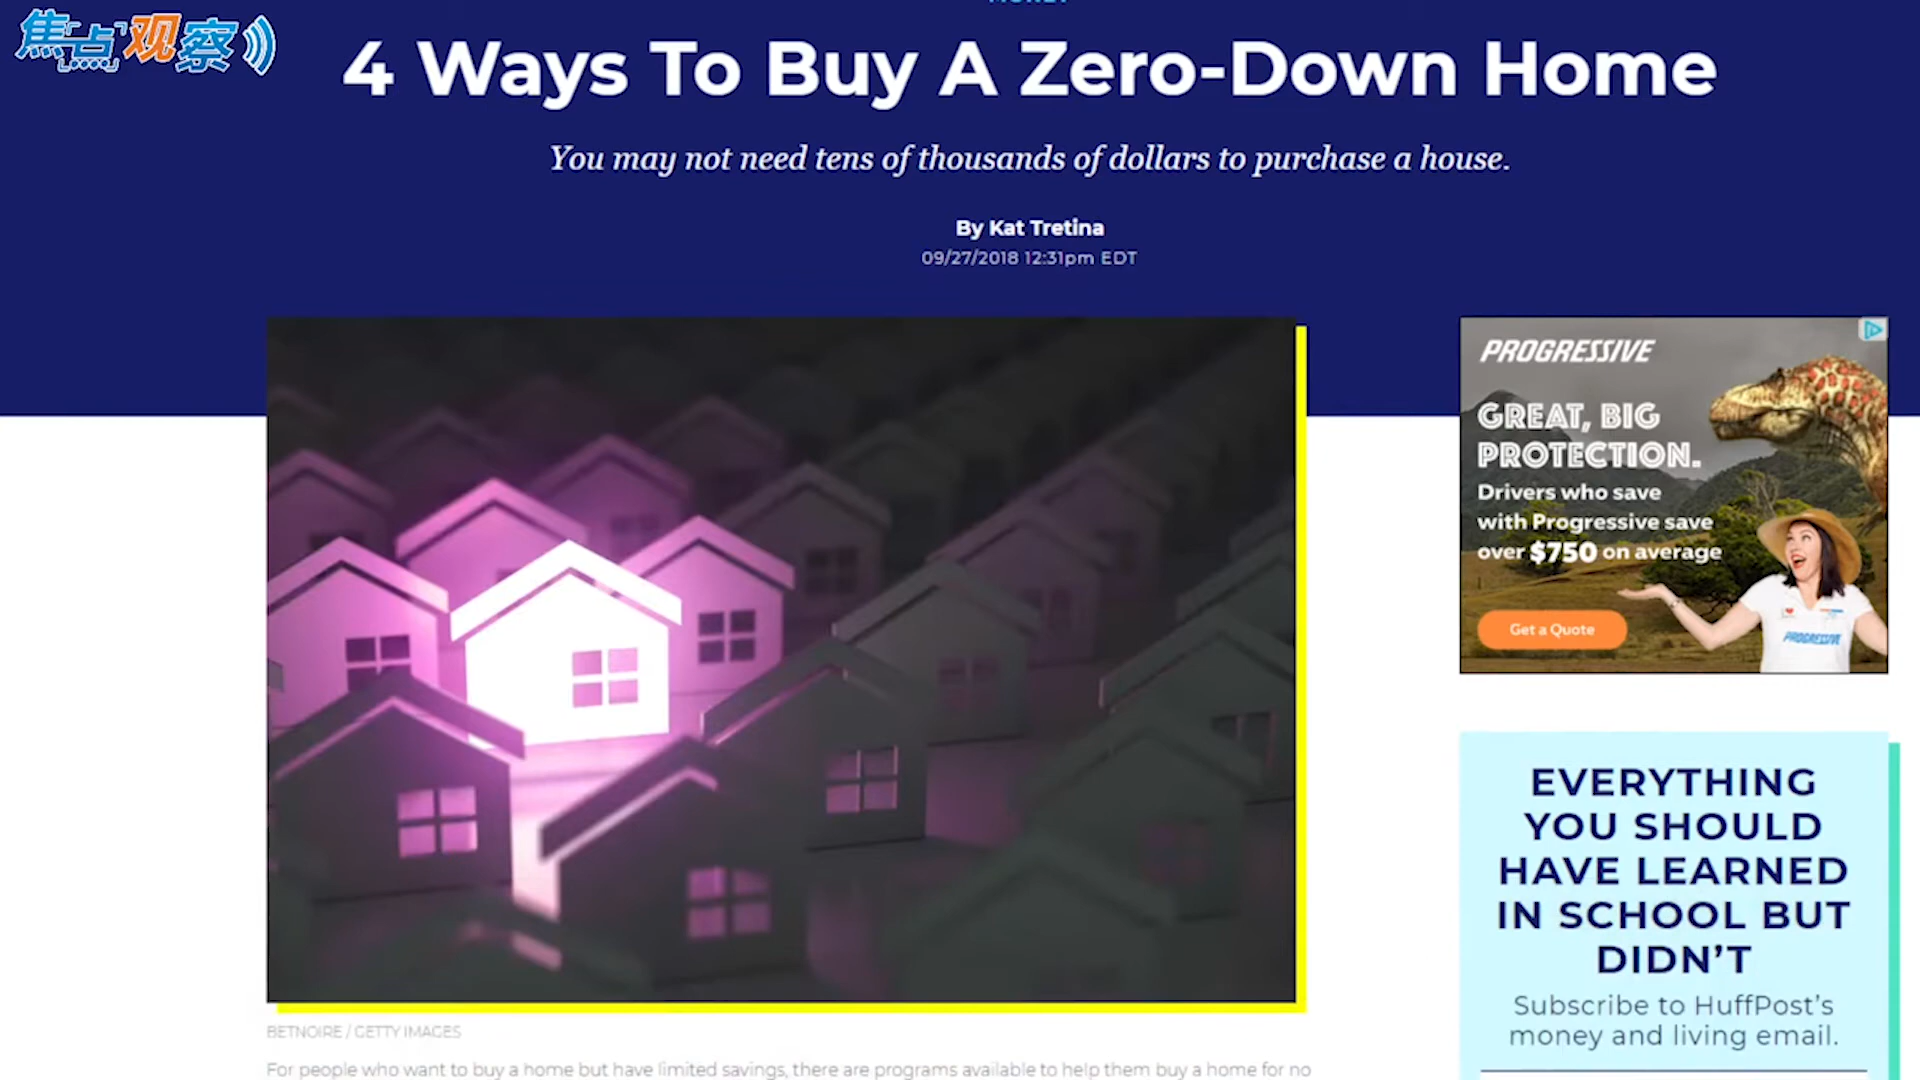 焦点观察
4 Ways To Buy A Zero-Down Home
You may not need tens of thousands of dollars to purchase a house.
By Kat Tretina
09/27/2018 12:31pm EDT
PROGRESSIVE
GREAT, BIG
PROTECTION.
Drivers who save
with Progressive save
over $750 on average
PROGRESSIVE
Get a Quote
EVERYTHING
YOU SHOULD
HAVE LEARNED
IN SCHOOL BUT
DIDN'T
Subscribe to HuffPost's
money and living email.
BETNOIRE / GETTY IMAGES
For people who want to buy a home but have limited savings, there are programs available to help them buy a home for no